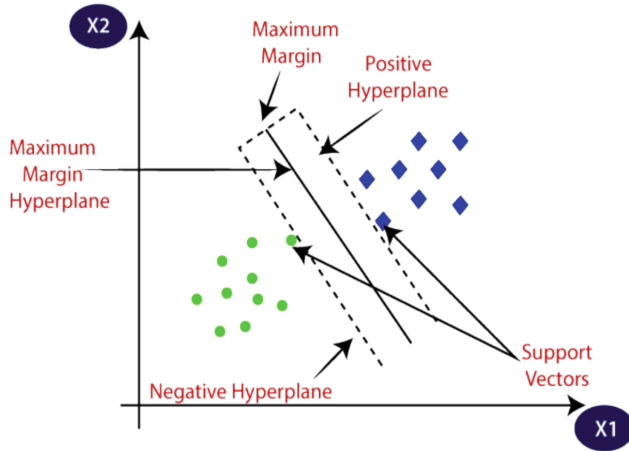 X2
Maximum
Margin
Positive
Hyperplane
Maximum
Margin
Hyperplane
Support
Vectors
Negative Hyperplane
X1